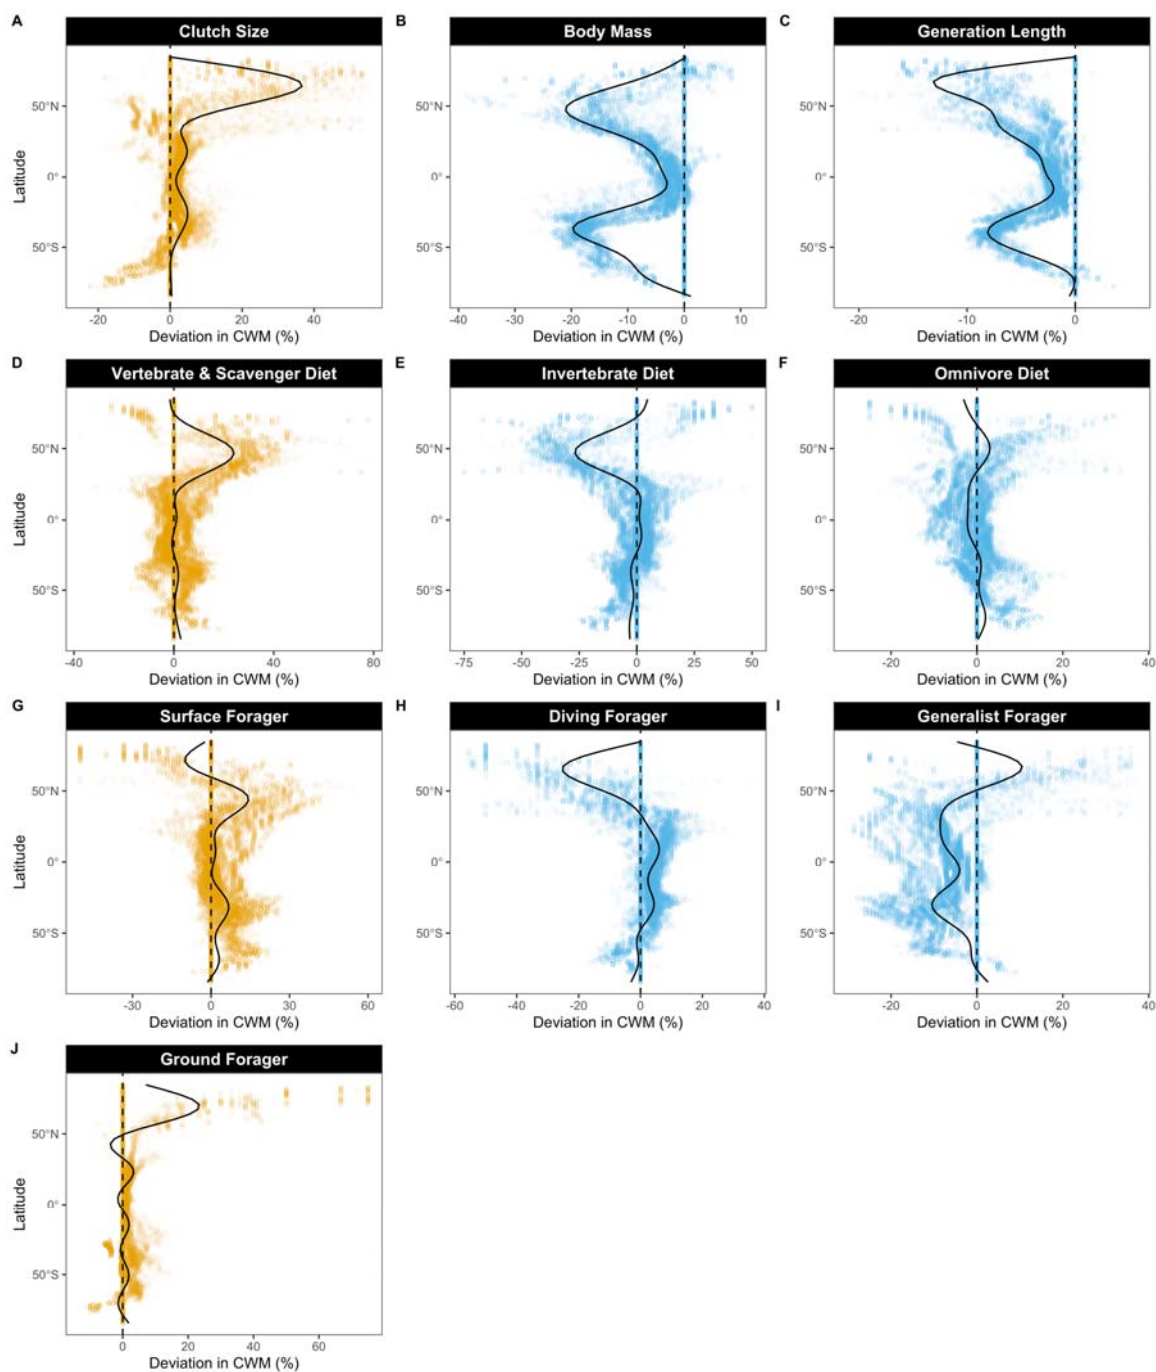 A Clutch Size B Body Mass C Generation Length
Latitude
50°N 50°N 50°N
0° 0° 0°
50°S 50°S 50°S
-20 0 20 40 -40 -30 -20 -10 0 10 -20 -10 0
Deviation in CWM (%) Deviation in CWM (%) Deviation in CWM (%)
D Vertebrate & Scavenger Diet E Invertebrate Diet F Omnivore Diet
Latitude
50°N 50°N 50°N
0° 0° 0°
50°S 50°S 50°S
-40 0 40 80 -75 -50 -25 0 25 50 -20 0 20 40
Deviation in CWM (%) Deviation in CWM (%) Deviation in CWM (%)
G Surface Forager H Diving Forager I Generalist Forager
Latitude
50°N 50°N 50°N
0° 0° 0°
50°S 50°S 50°S
-30 0 30 60 -60 -40 -20 0 20 40 -20 0 20 40
Deviation in CWM (%) Deviation in CWM (%) Deviation in CWM (%)
J Ground Forager
Latitude
50°N
0°
50°S
0 20 40 60
Deviation in CWM (%)